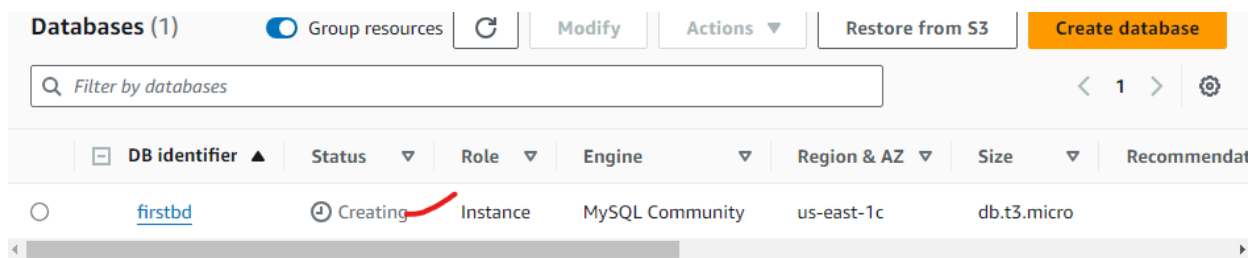 Databases (1) Group resources Modify Actions Restore from S3 Create database
Filter by databases 1
DB identifier Status Role Engine Region & AZ Size Recommendat
firstbd Creating Instance MySQL Community us-east-1c db.t3.micro